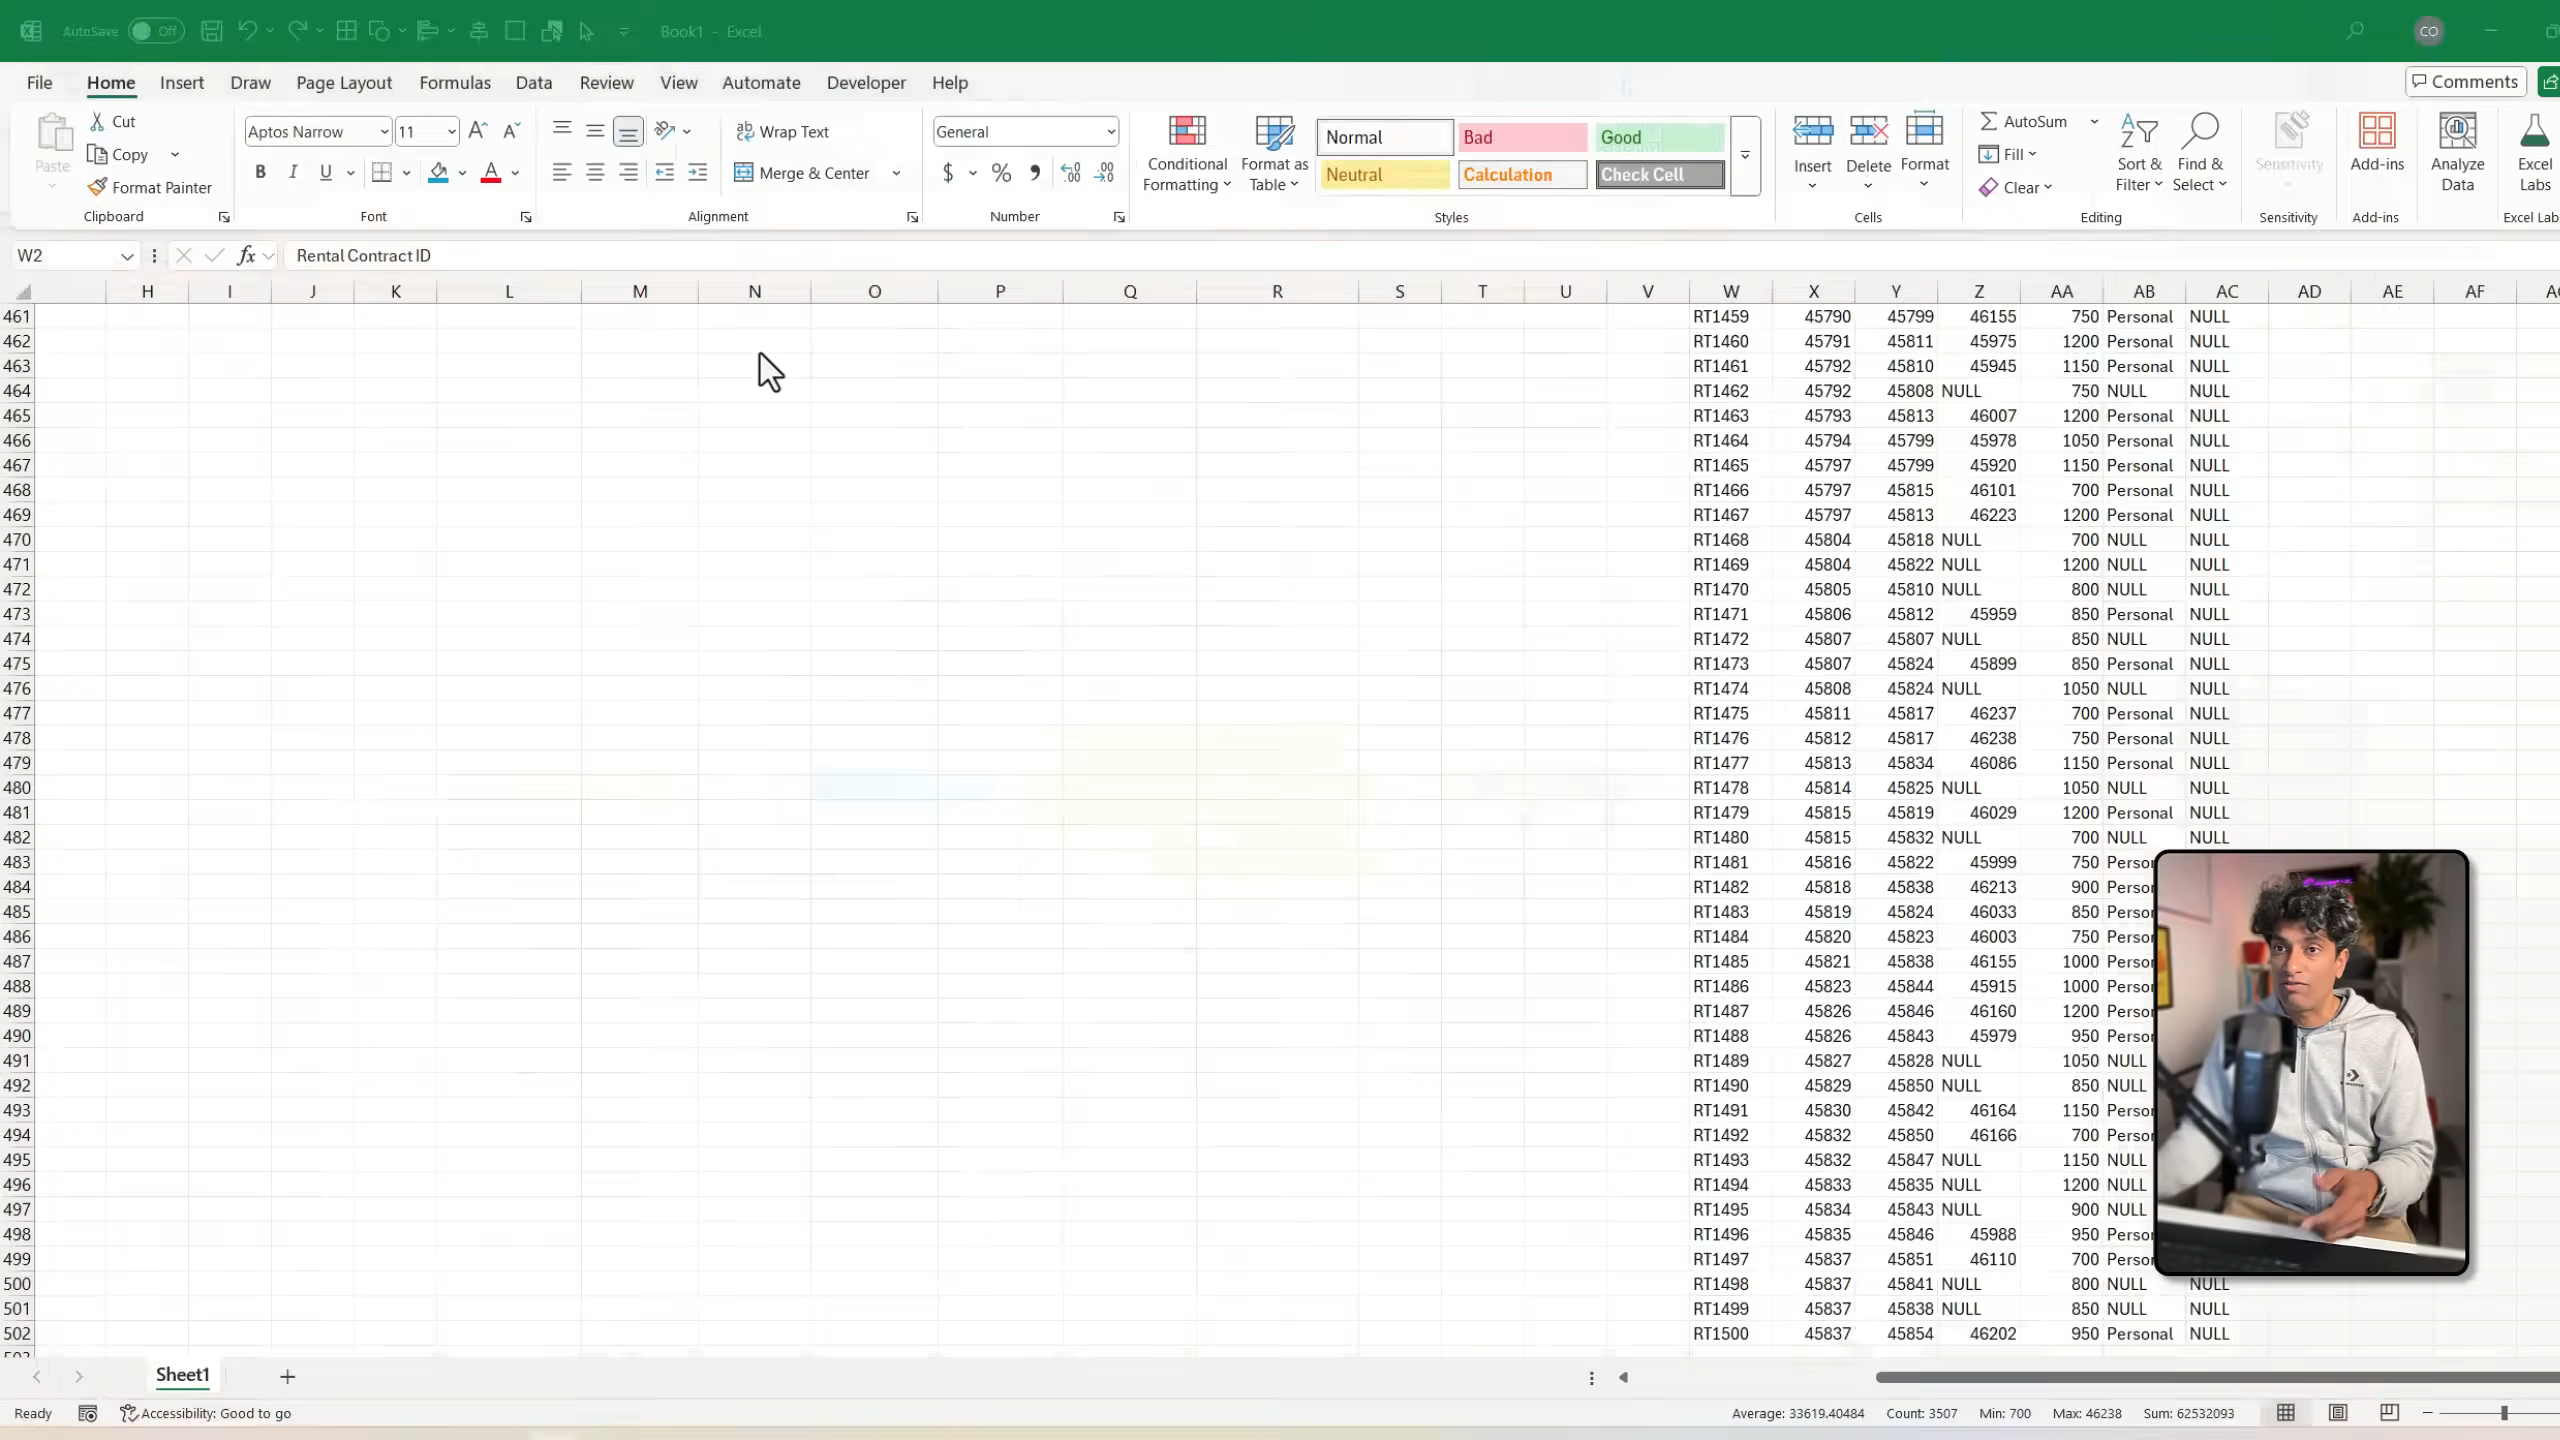 AutoSave Off Book1 - Excel CO
File Home Insert Draw Page Layout Formulas Data Review View Automate Developer Help Comments
Paste Cut Copy Format Painter Clipboard
Aptos Narrow 11 B I U A Font
ab Wrap Text Merge & Center Alignment
General $ % Number
Conditional Formatting Format as Table Normal Bad Good Neutral Calculation Check Cell Styles
Insert Delete Format Cells
AutoSum Fill Clear Sort & Filter Find & Select Editing
Sensitivity Sensitivity Add-ins Add-ins Analyze Data Excel Labs Excel Lab
W2 fx Rental Contract ID
H I J K L M N O P Q R S T U V W X Y Z AA AB AC AD AE AF
461 RT1459 45790 45799 46155 750 Personal NULL
462 RT1460 45791 45811 45975 1200 Personal NULL
463 RT1461 45792 45810 45945 1150 Personal NULL
464 RT1462 45792 45808 NULL 750 NULL NULL
465 RT1463 45793 45813 46007 1200 Personal NULL
466 RT1464 45794 45799 45978 1050 Personal NULL
467 RT1465 45797 45799 45920 1150 Personal NULL
468 RT1466 45797 45815 46101 700 Personal NULL
469 RT1467 45797 45813 46223 1200 Personal NULL
470 RT1468 45804 45818 NULL 700 NULL NULL
471 RT1469 45804 45822 NULL 1200 NULL NULL
472 RT1470 45805 45810 NULL 800 NULL NULL
473 RT1471 45806 45812 45959 850 Personal NULL
474 RT1472 45807 45807 NULL 850 NULL NULL
475 RT1473 45807 45824 45899 850 Personal NULL
476 RT1474 45808 45824 NULL 1050 NULL NULL
477 RT1475 45811 45817 46237 700 Personal NULL
478 RT1476 45812 45817 46238 750 Personal NULL
479 RT1477 45813 45834 46086 1150 Personal NULL
480 RT1478 45814 45825 NULL 1050 NULL NULL
481 RT1479 45815 45819 46029 1200 Personal NULL
482 RT1480 45815 45832 NULL 700 NULL NULL
483 RT1481 45816 45822 45999 750 Person
484 RT1482 45818 45838 46213 900 Person
485 RT1483 45819 45824 46033 850 Person
486 RT1484 45820 45823 46003 750 Person
487 RT1485 45821 45838 46155 1000 Person
488 RT1486 45823 45844 45915 1000 Person
489 RT1487 45826 45846 46160 1200 Person
490 RT1488 45826 45843 45979 950 Person
491 RT1489 45827 45828 NULL 1050 NULL
492 RT1490 45829 45850 NULL 850 NULL
493 RT1491 45830 45842 46164 1150 Person
494 RT1492 45832 45850 46166 700 Person
495 RT1493 45832 45847 NULL 1150 NULL
496 RT1494 45833 45835 NULL 1200 NULL
497 RT1495 45834 45843 NULL 900 NULL
498 RT1496 45835 45846 45988 950 Person
499 RT1497 45837 45851 46110 700 Person
500 RT1498 45837 45841 NULL 800 NULL NULL
501 RT1499 45837 45838 NULL 850 NULL NULL
502 RT1500 45837 45854 46202 950 Personal NULL
Sheet1
Ready Accessibility: Good to go Average: 33619.40484 Count: 3507 Min: 700 Max: 46238 Sum: 62532093